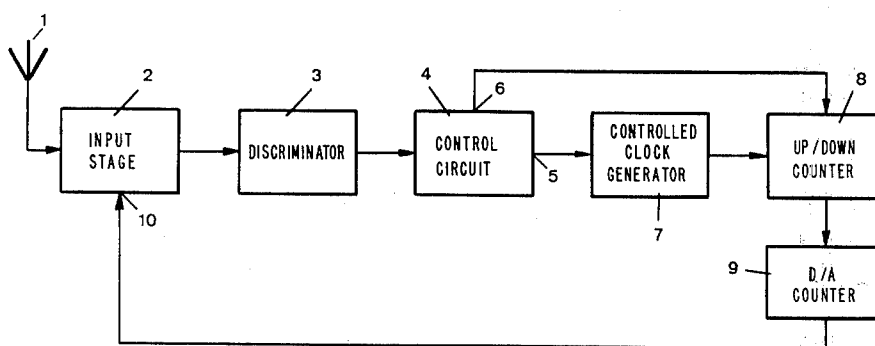 1
2
INPUT
STAGE
10
3
DISCRIMINATOR
4
6
CONTROL
CIRCUIT
5
CONTROLLED
CLOCK
GENERATOR
7
8
UP/DOWN
COUNTER
9
D/A
COUNTER